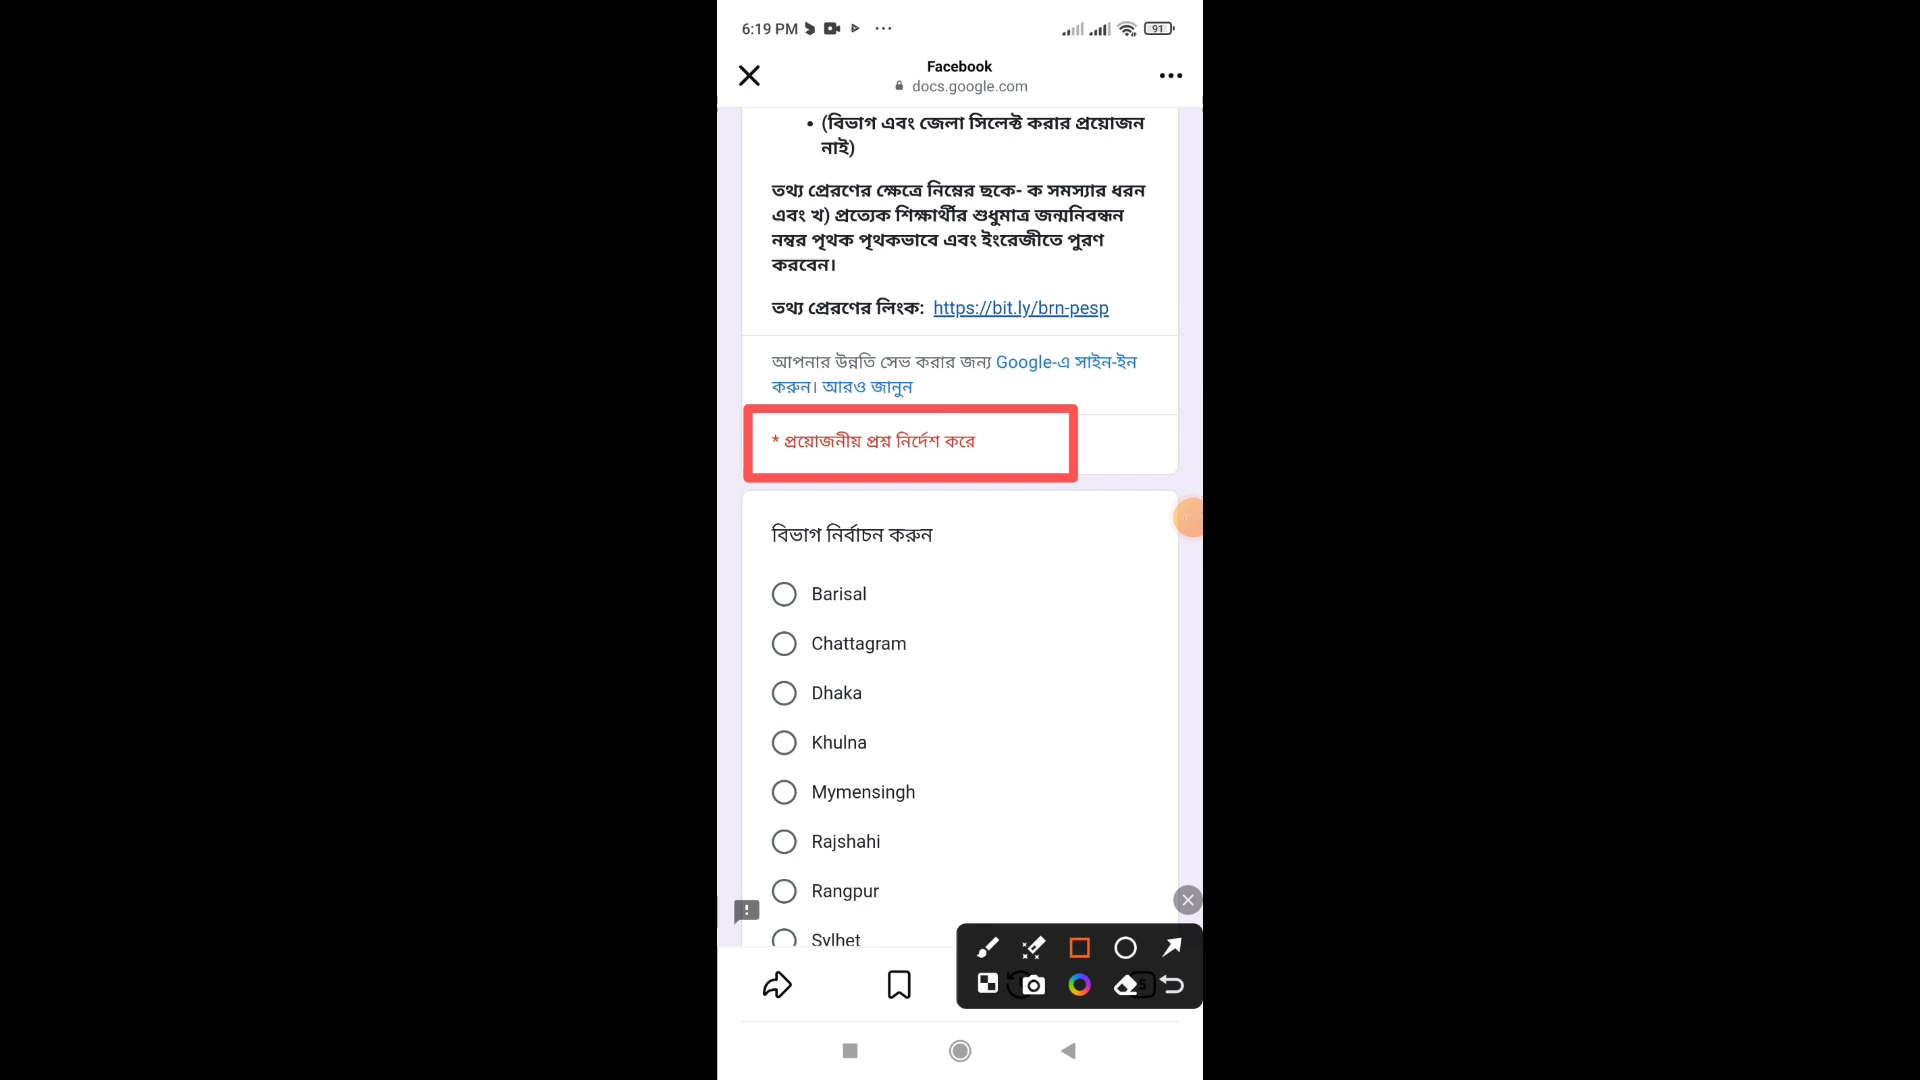 6:19 PM
91
Facebook
docs.google.com
• (বিভাগ এবং জেলা সিলেক্ট করার প্রয়োজন
নাই)
তথ্য প্রেরণের ক্ষেত্রে নিম্নের ছকে- ক সমস্যার ধরন
এবং খ) প্রত্যেক শিক্ষার্থীর শুধুমাত্র জন্মনিবন্ধন
নম্বর পৃথক পৃথকভাবে এবং ইংরেজীতে পুরণ
করবেন।
তথ্য প্রেরণের লিংক: https://bit.ly/brn-pesp
আপনার উন্নতি সেভ করার জন্য Google-এ সাইন-ইন
করুন। আরও জানুন
* প্রয়োজনীয় প্রশ্ন নির্দেশ করে
বিভাগ নির্বাচন করুন
Barisal
Chattagram
Dhaka
Khulna
Mymensingh
Rajshahi
Rangpur
Sylhet
5